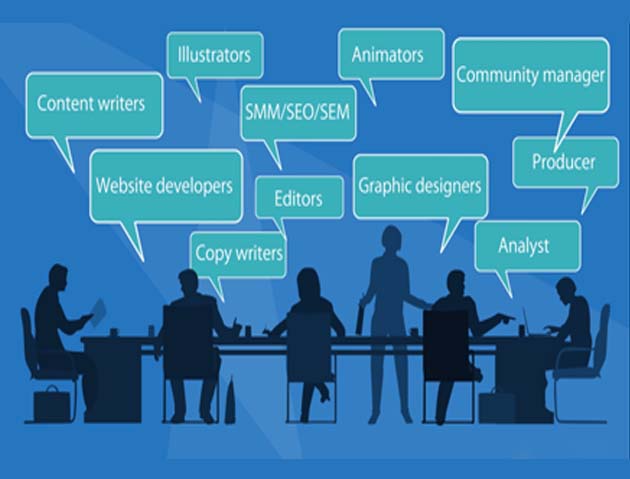 Illustrators
Animators
Community manager
Content writers
SMM/SEO/SEM
Producer
Website developers
Editors
Graphic designers
Copy writers
Analyst